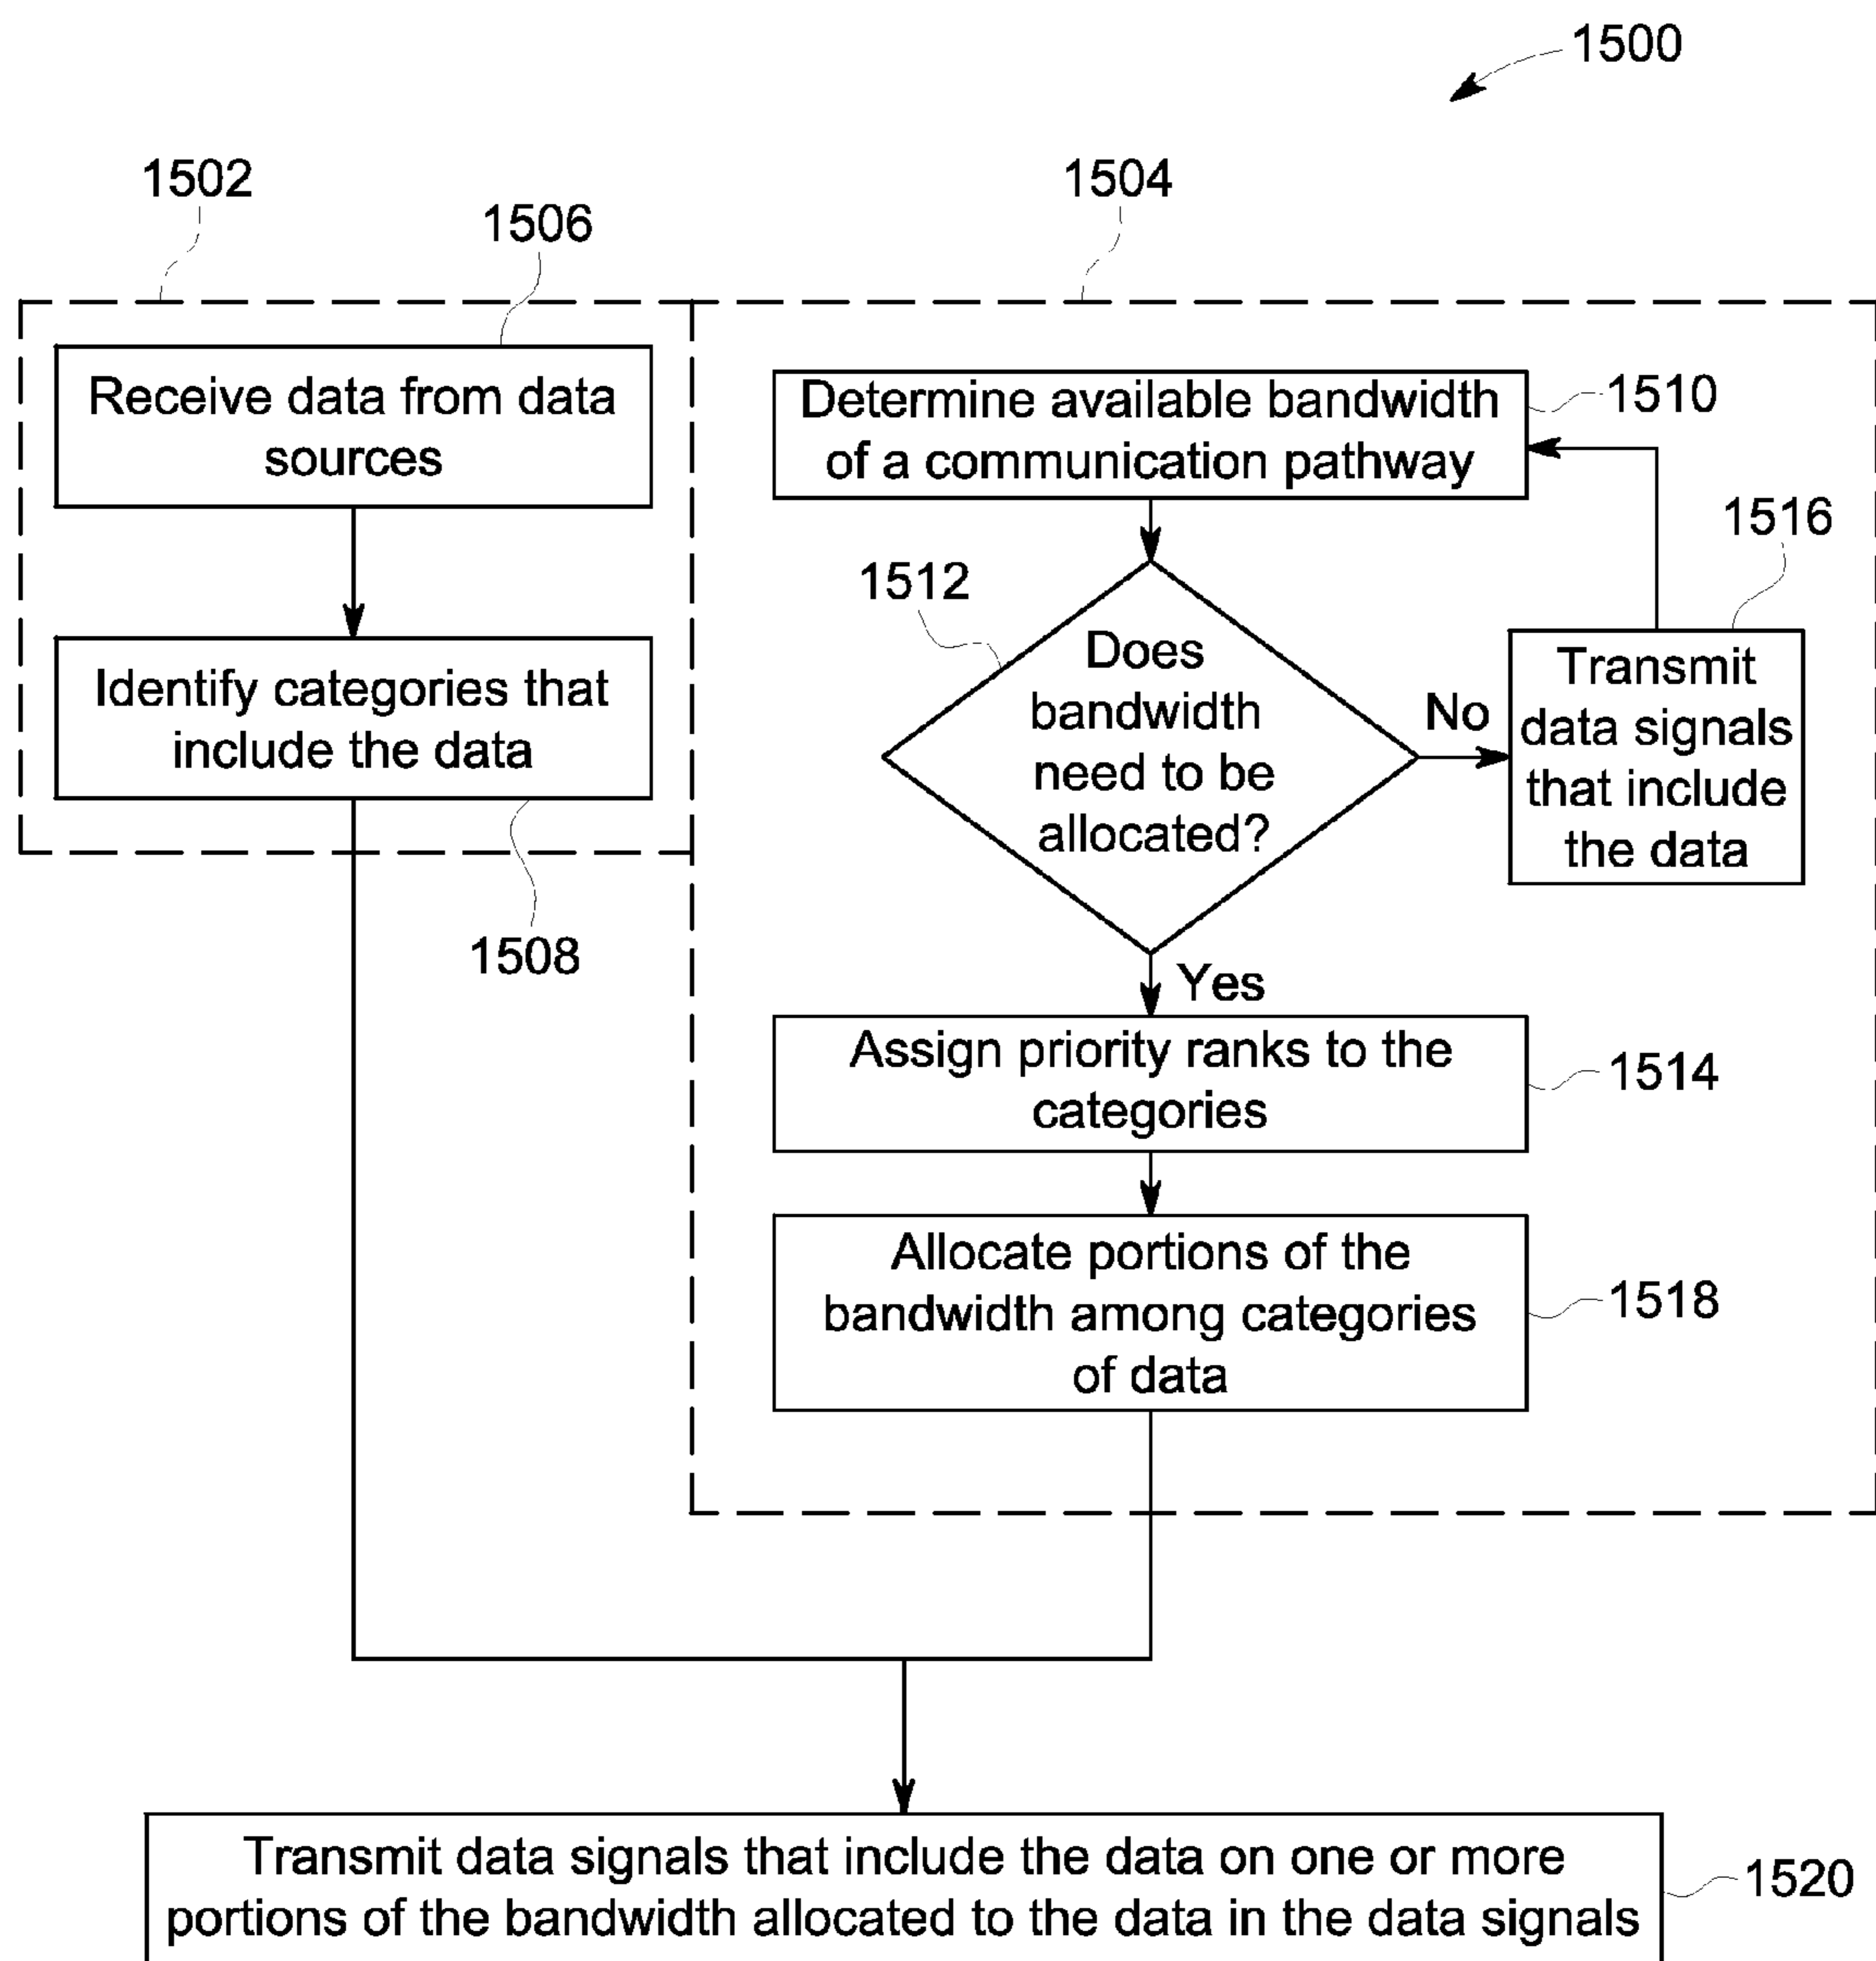 1500
1502
1504
1506
Receive data from data
sources
Identify categories that
include the data
1508
Determine available bandwidth
of a communication pathway
1510
1516
1512
Does
bandwidth
need to be
allocated?
No
Transmit
data signals
that include
the data
Yes
Assign priority ranks to the
categories
1514
Allocate portions of the
bandwidth among categories
of data
1518
Transmit data signals that include the data on one or more
portions of the bandwidth allocated to the data in the data signals
1520